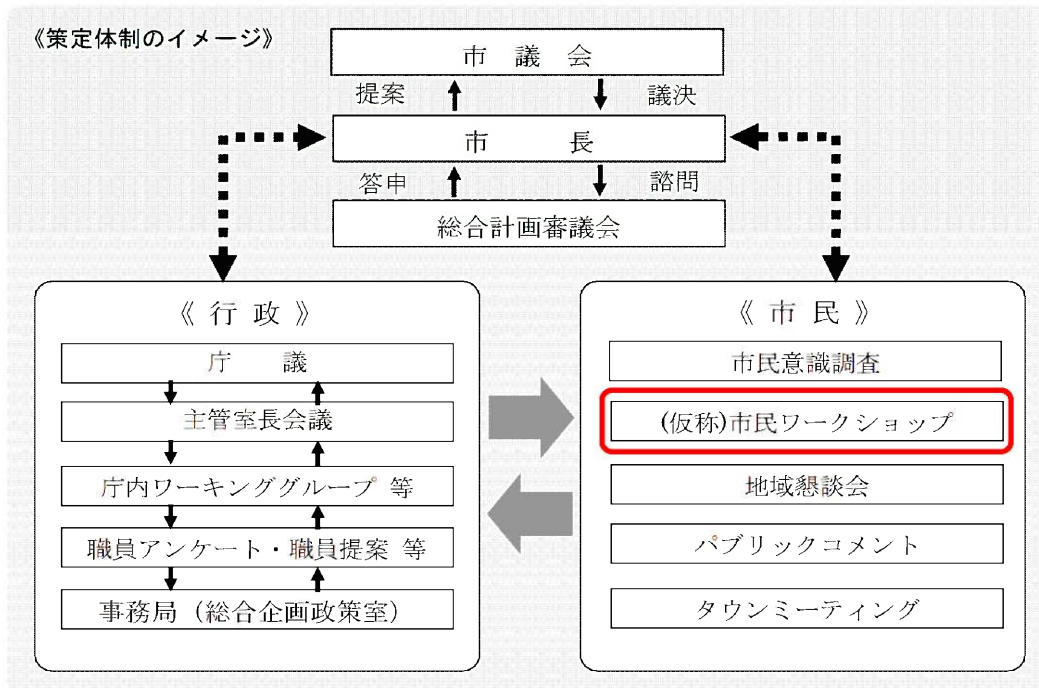 《策定体制のイメージ》
市 議 会
提案 議決
市 長
答申 諮問
総合計画審議会
《 行 政 》
庁 議
主管室長会議
庁内ワーキンググループ 等
職員アンケート・職員提案 等
事務局（総合企画政策室）
《 市 民 》
市民意識調査
(仮称)市民ワークショップ
地域懇談会
パブリックコメント
タウンミーティング